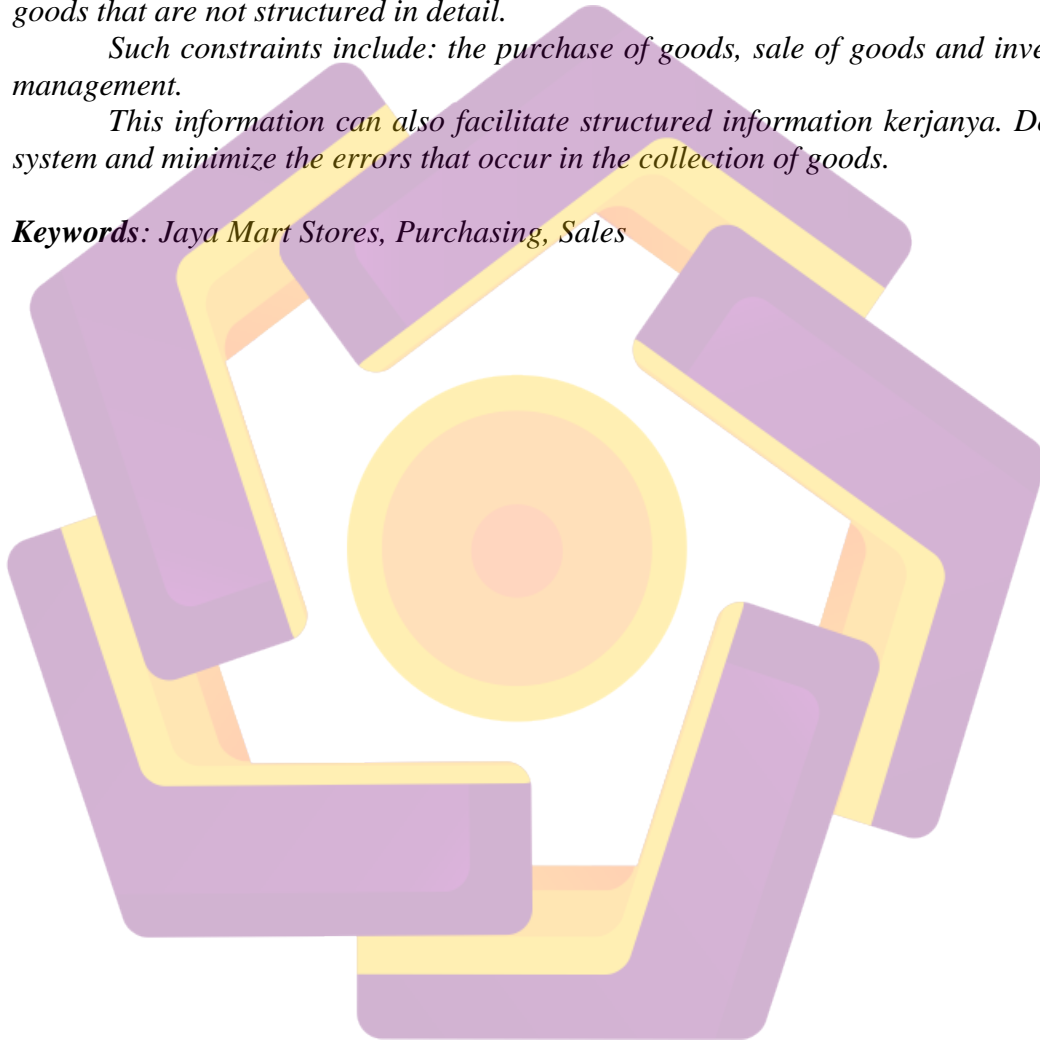 goods that are not structured in detail.
Such constraints include: the purchase of goods, sale of goods and inve
management.
This information can also facilitate structured information kerjanya. De
system and minimize the errors that occur in the collection of goods.
Keywords: Jaya Mart Stores, Purchasing, Sales